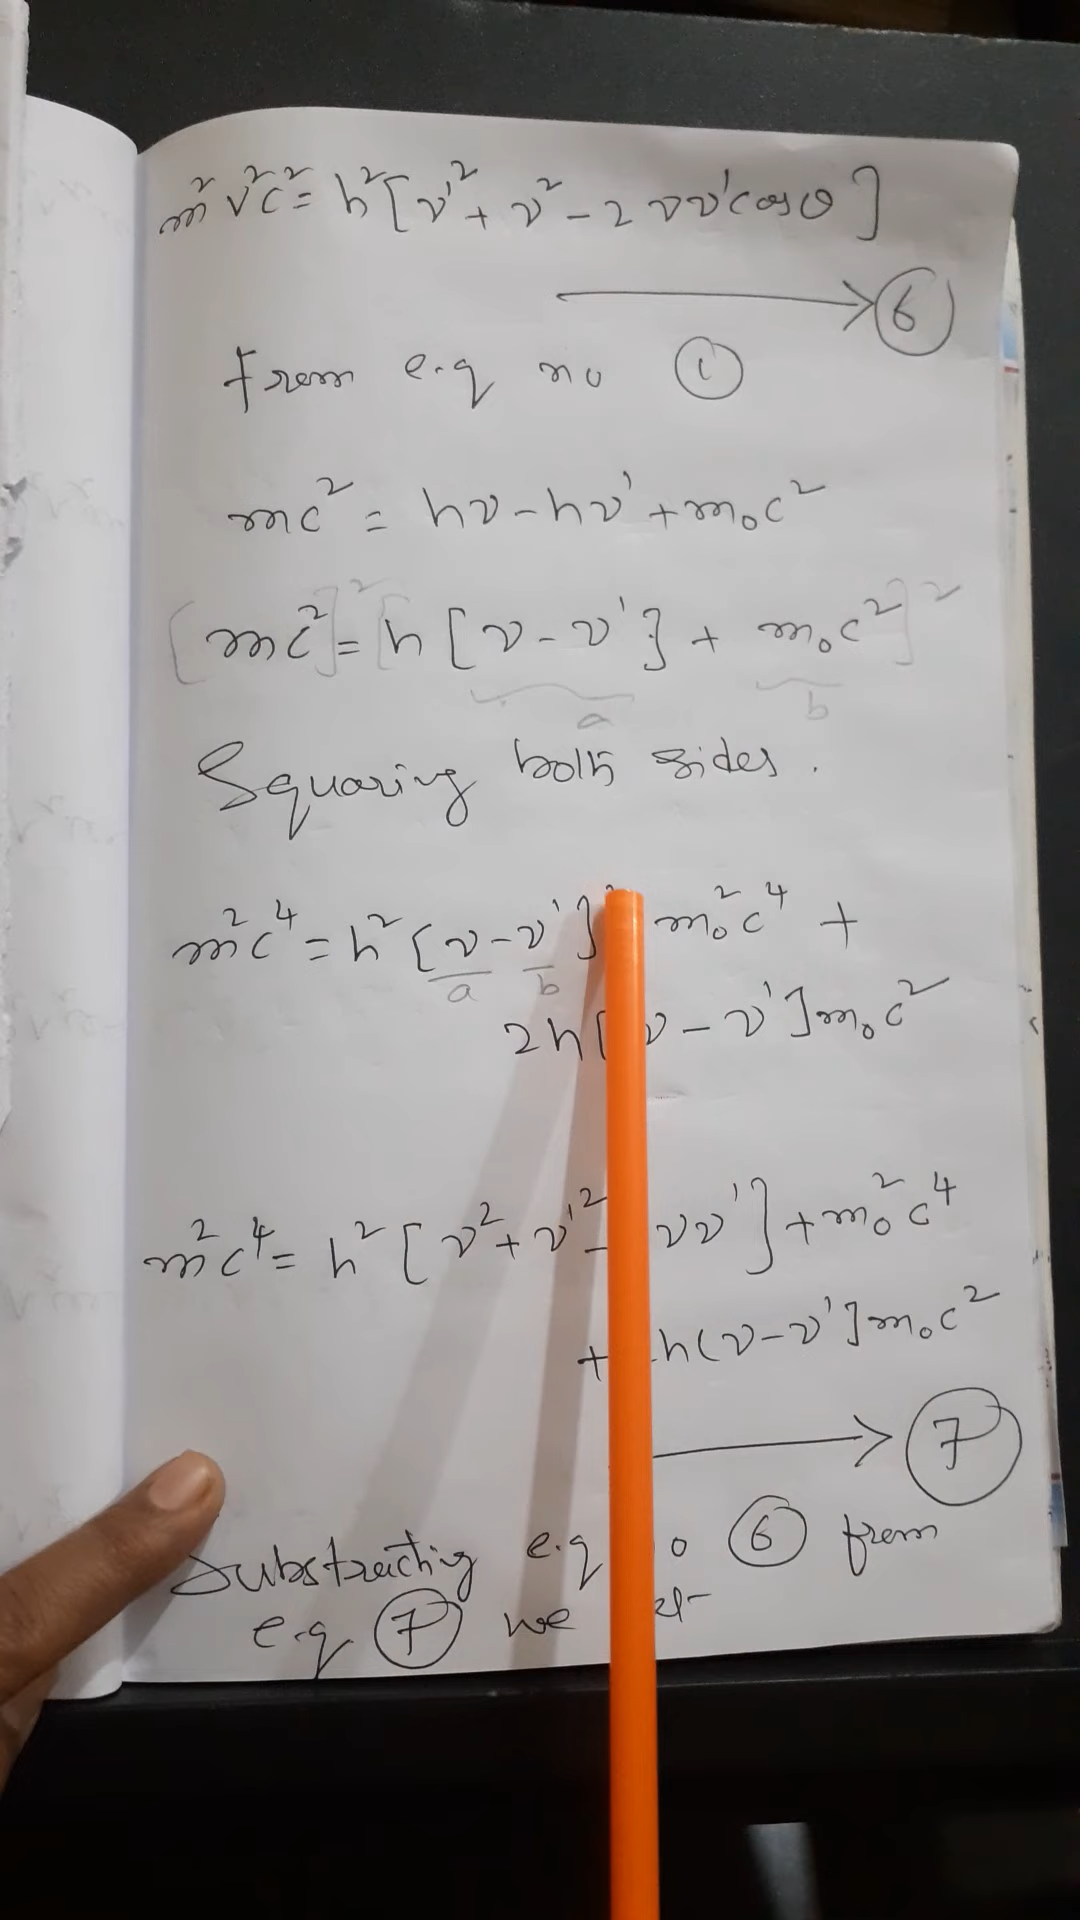 m²v²c² = h²[ν'² + ν² - 2νν'cosθ]
→ ⑥
From e.q no ①
mc² = hν - hν' + m₀c²
[mc²]² = [h[ν - ν'] + m₀c²]²
a b
Squaring both sides.
m²c⁴ = h²[ν - ν'] m₀²c⁴ +
a b
2h[ν - ν']m₀c²
m²c⁴ = h²[ν² + ν'² - νν'] + m₀²c⁴
+ h(ν - ν']m₀c²
→ ⑦
Substracting e.q ⑥ from
e.q ⑦ we